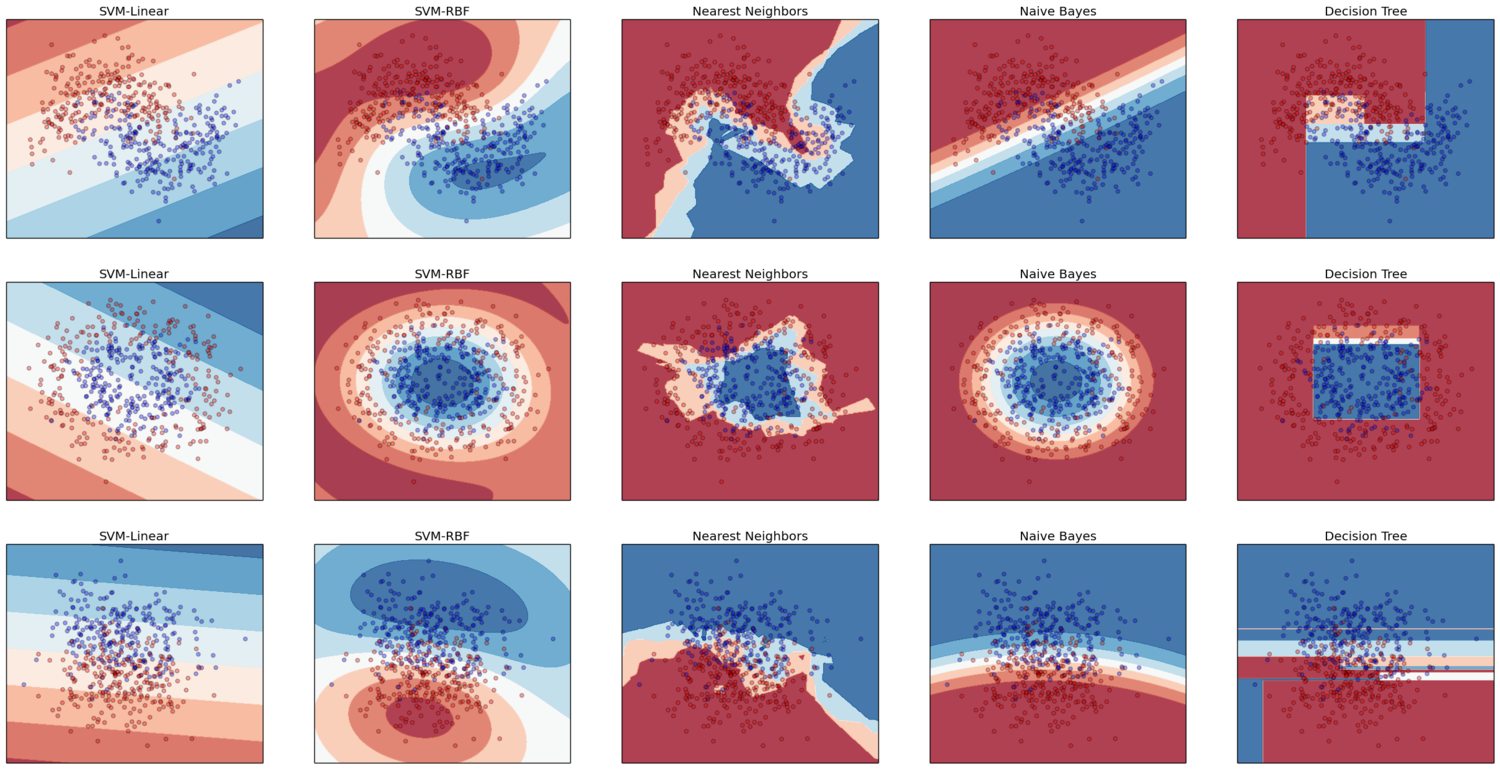 SVM-Linear
SVM-RBF
Nearest Neighbors
Naive Bayes
Decision Tree
SVM-Linear
SVM-RBF
Nearest Neighbors
Naive Bayes
Decision Tree
SVM-Linear
SVM-RBF
Nearest Neighbors
Naive Bayes
Decision Tree